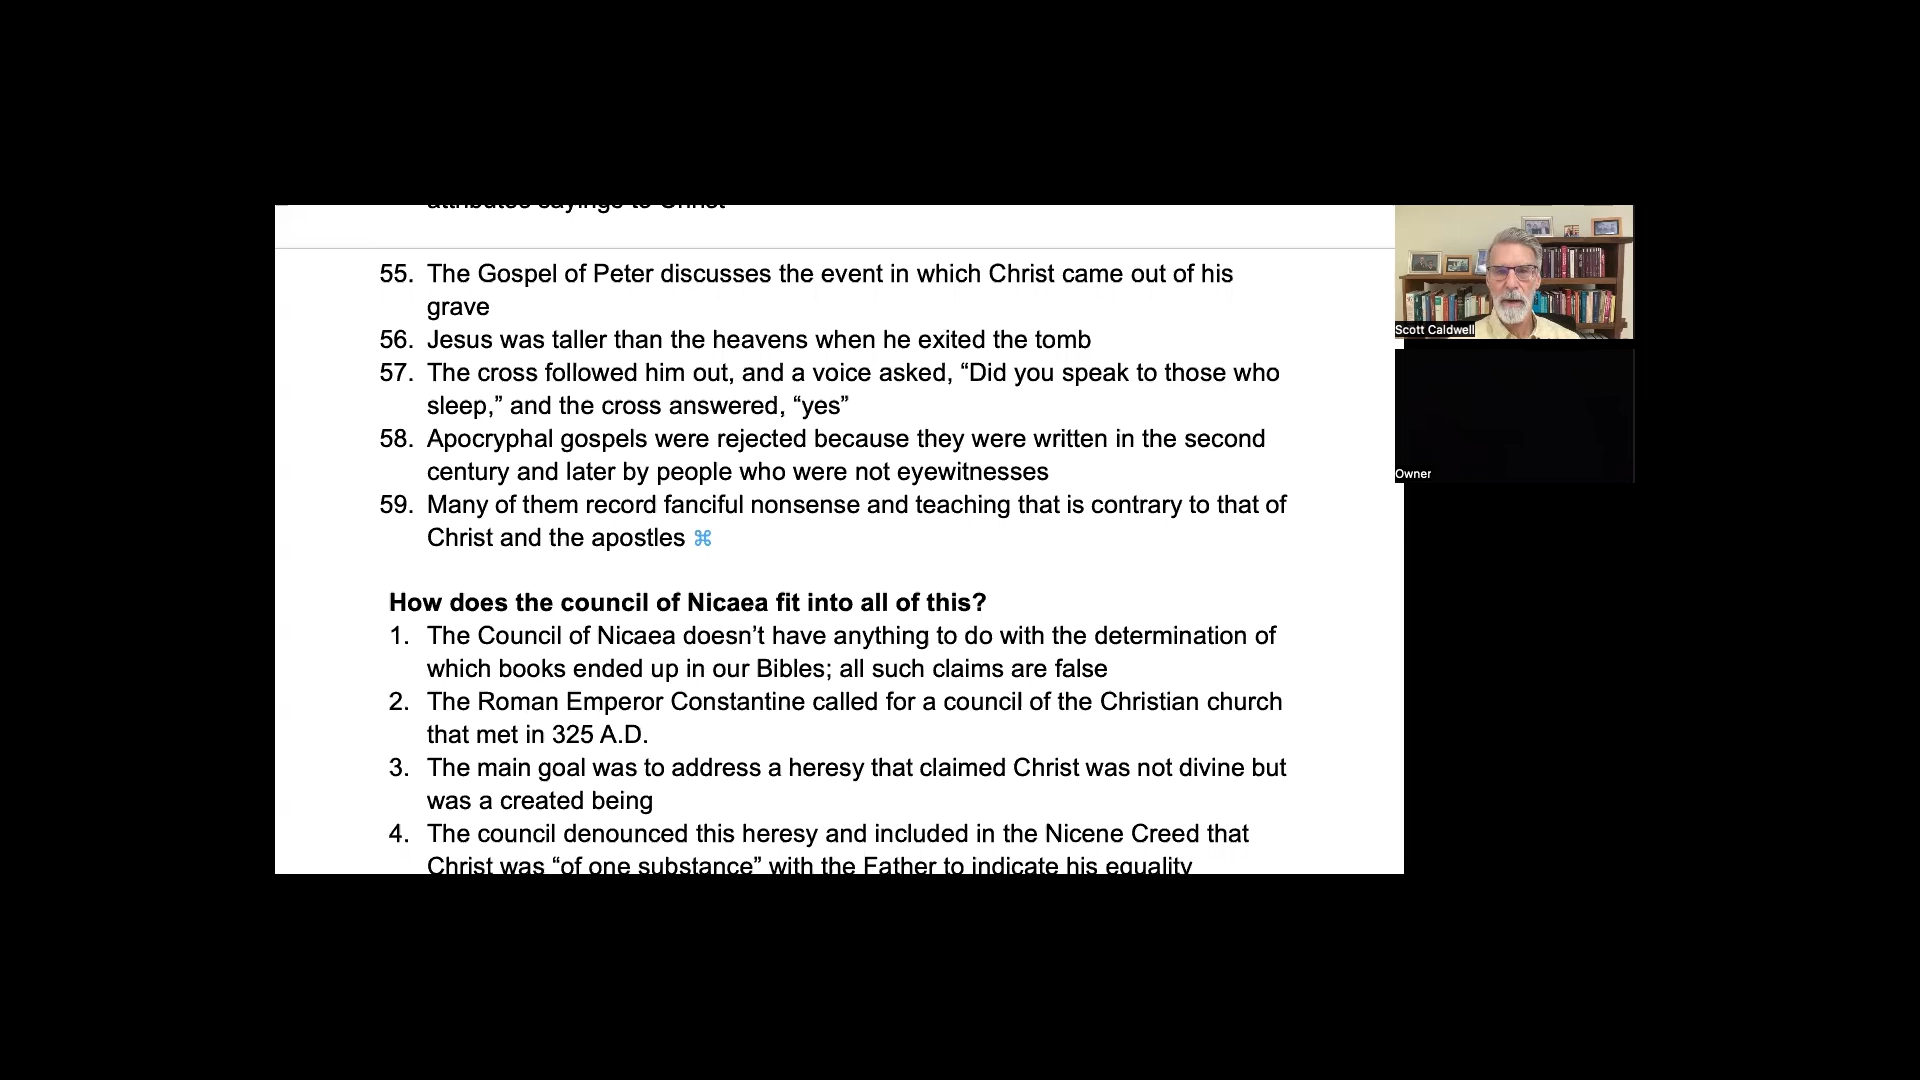 attributes sayings to Christ
55. The Gospel of Peter discusses the event in which Christ came out of his
grave
56. Jesus was taller than the heavens when he exited the tomb
57. The cross followed him out, and a voice asked, “Did you speak to those who
sleep,” and the cross answered, “yes”
58. Apocryphal gospels were rejected because they were written in the second
century and later by people who were not eyewitnesses
59. Many of them record fanciful nonsense and teaching that is contrary to that of
Christ and the apostles ⌘
How does the council of Nicaea fit into all of this?
1. The Council of Nicaea doesn’t have anything to do with the determination of
which books ended up in our Bibles; all such claims are false
2. The Roman Emperor Constantine called for a council of the Christian church
that met in 325 A.D.
3. The main goal was to address a heresy that claimed Christ was not divine but
was a created being
4. The council denounced this heresy and included in the Nicene Creed that
Christ was “of one substance” with the Father to indicate his equality
Scott Caldwell
Owner